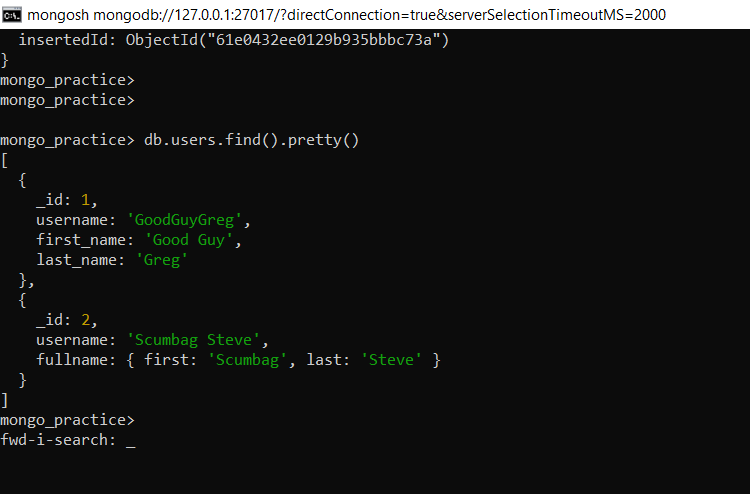 mongosh mongodb://127.0.0.1:27017/?directConnection=true&serverSelectionTimeoutMS=2000
  insertedId: ObjectId("61e0432ee0129b935bbbc73a")
}
mongo_practice>
mongo_practice>

mongo_practice> db.users.find().pretty()
[
  {
    _id: 1,
    username: 'GoodGuyGreg',
    first_name: 'Good Guy',
    last_name: 'Greg'
  },
  {
    _id: 2,
    username: 'Scumbag Steve',
    fullname: { first: 'Scumbag', last: 'Steve' }
  }
]
mongo_practice>
fwd-i-search: _